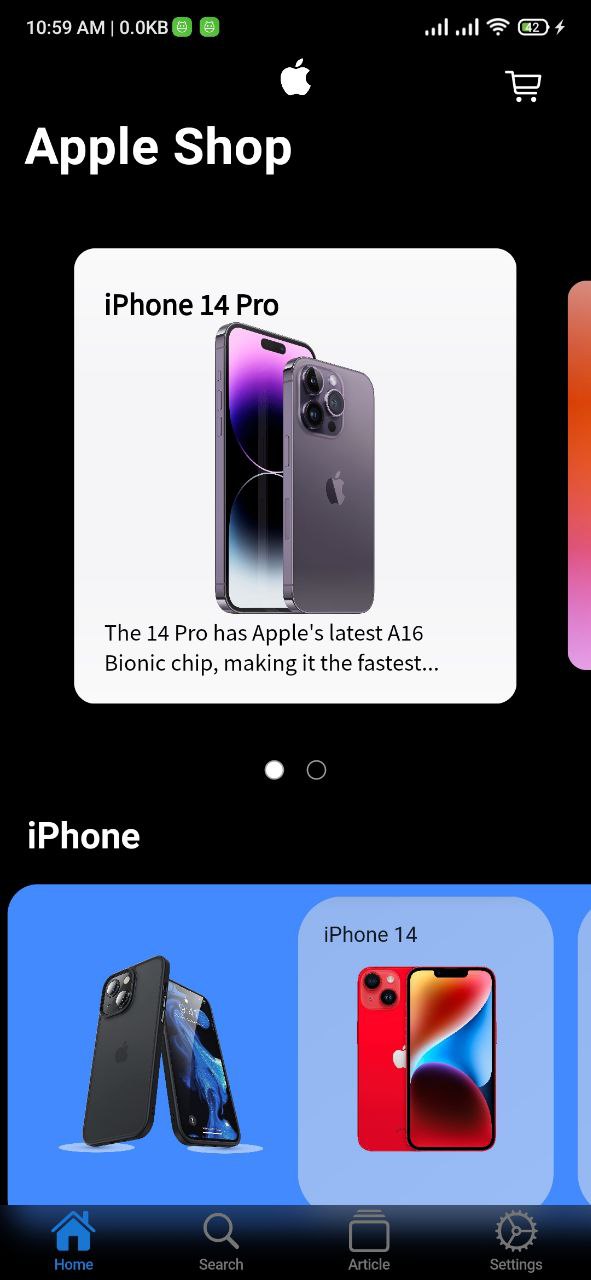 10:59 AM | 0.0KB
42
Apple Shop
iPhone 14 Pro
The 14 Pro has Apple's latest A16
Bionic chip, making it the fastest...
iPhone
iPhone 14
Home
Search
Article
Settings